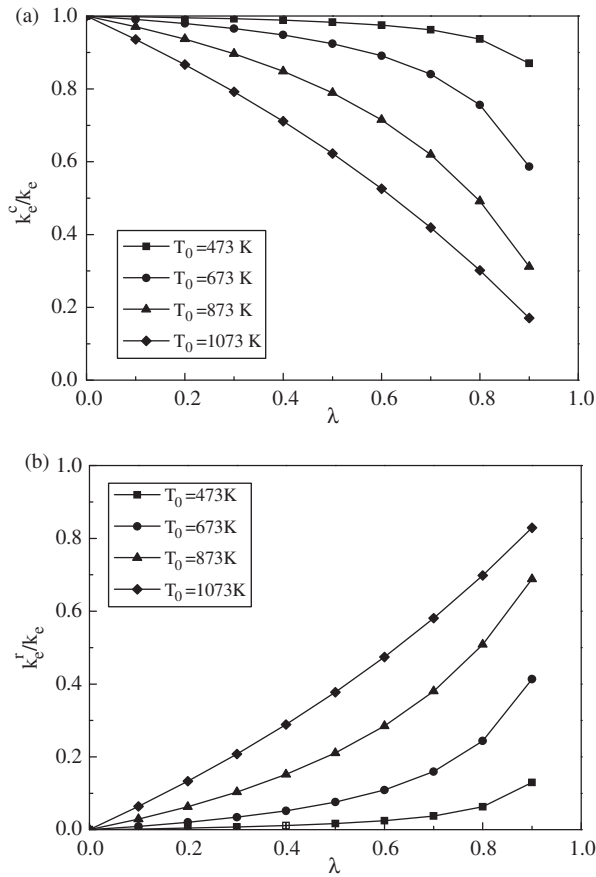 (a)
1.0
0.8
0.6
0.4
0.2
0.0
k_e^c/k_e
T_0=473 K
T_0=673 K
T_0=873 K
T_0=1073 K
0.0 0.2 0.4 0.6 0.8 1.0
λ
(b)
1.0
0.8
0.6
0.4
0.2
0.0
k_e^r/k_e
T_0=473K
T_0=673K
T_0=873K
T_0=1073K
0.0 0.2 0.4 0.6 0.8 1.0
λ